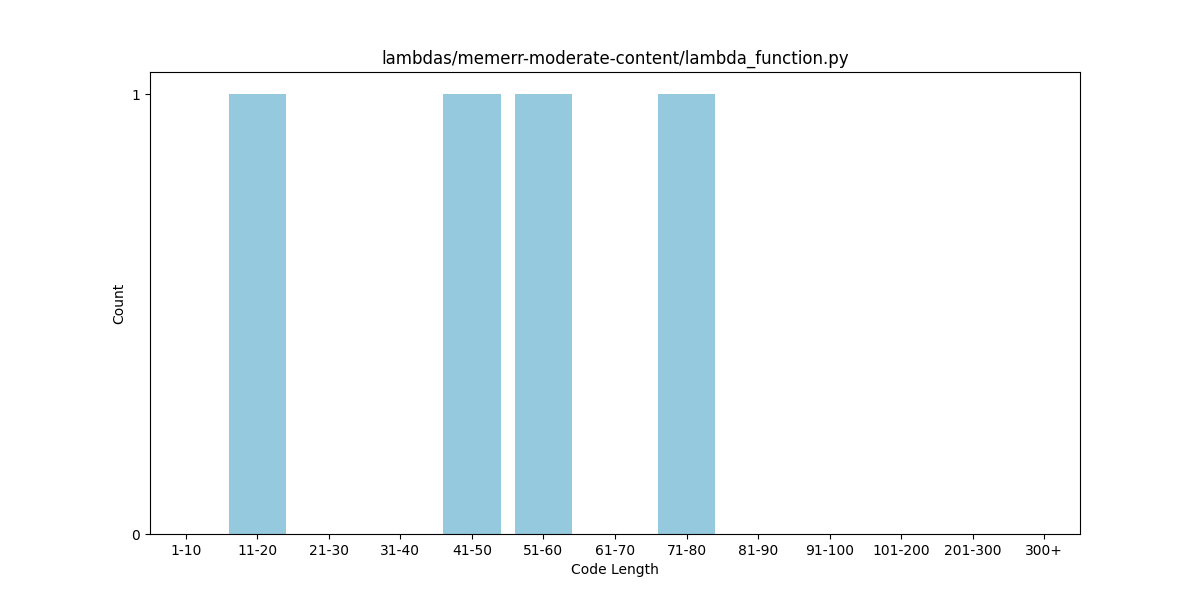 lambdas/memerr-moderate-content/lambda_function.py
1
Count
0
1-10 11-20 21-30 31-40 41-50 51-60 61-70 71-80 81-90 91-100 101-200 201-300 300+
Code Length